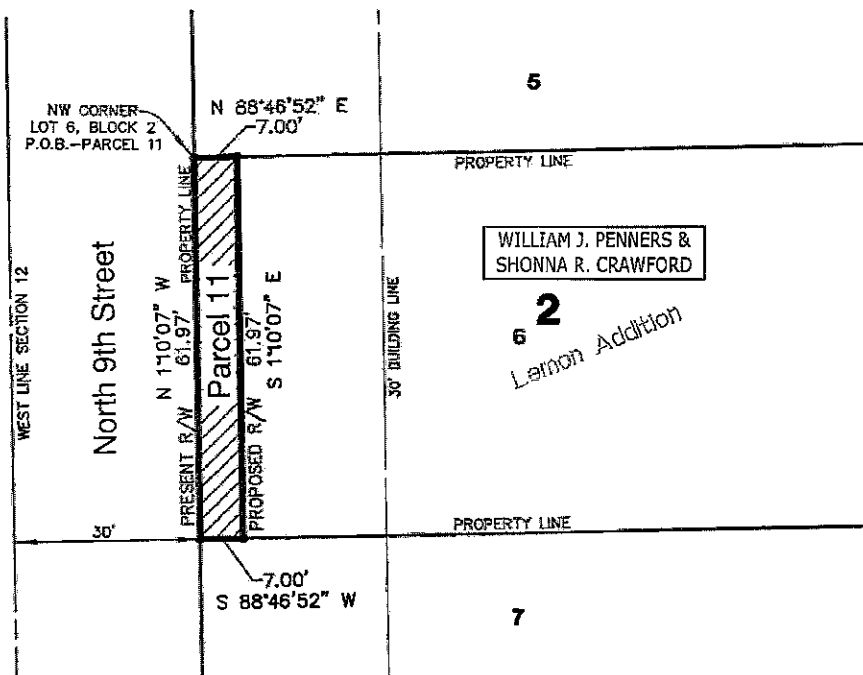 5
NW CORNER
LOT 6, BLOCK 2
P.O.B.-PARCEL 11
N 88°46'52" E
7.00'
PROPERTY LINE
WILLIAM J. PENNERS &
SHONNA R. CRAWFORD
2
6
Lemon Addition
WEST LINE SECTION 12
North 9th Street
PRESENT R/W
PROPERTY LINE
N 1°10'07" W
61.97'
Parcel 11
PROPOSED R/W
61.97'
S 1°10'07" E
30' BUILDING LINE
30'
PROPERTY LINE
7.00'
S 88°46'52" W
7